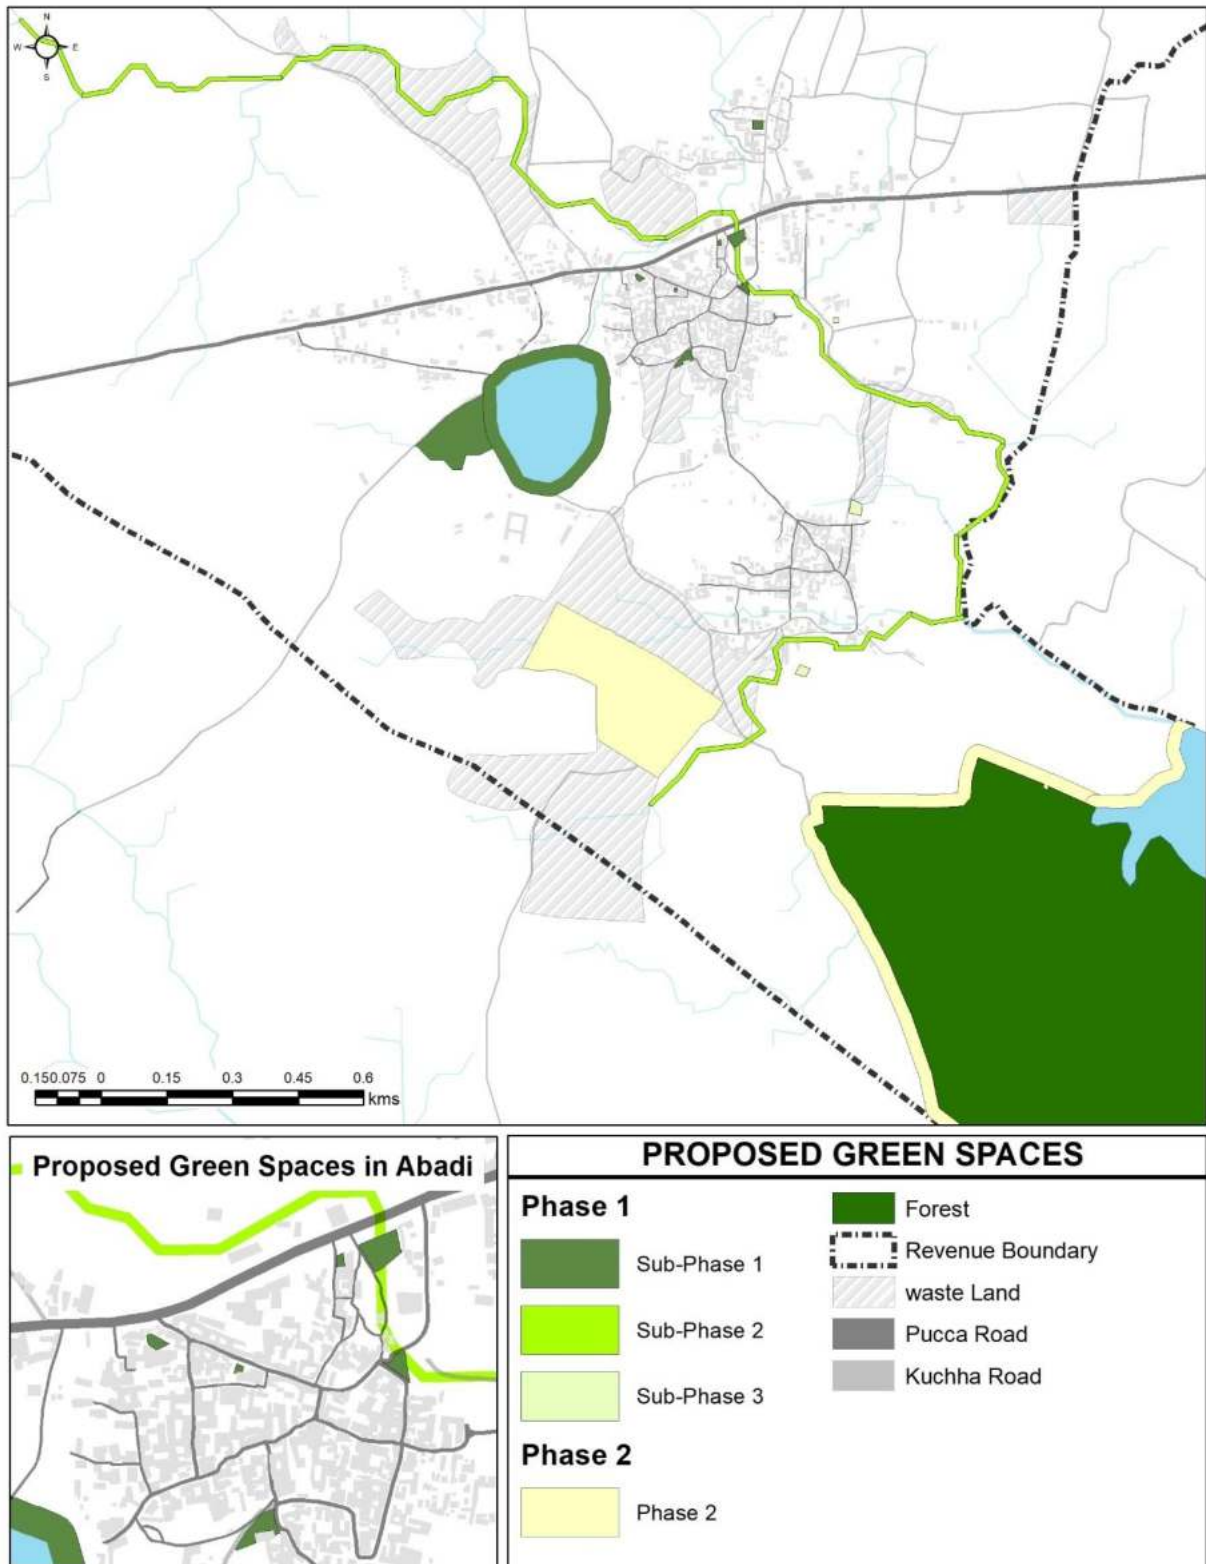 N
W E
S
0.150.075 0 0.15 0.3 0.45 0.6
kms
Proposed Green Spaces in Abadi
PROPOSED GREEN SPACES
Phase 1
Sub-Phase 1
Sub-Phase 2
Sub-Phase 3
Phase 2
Phase 2
Forest
Revenue Boundary
waste Land
Pucca Road
Kuchha Road